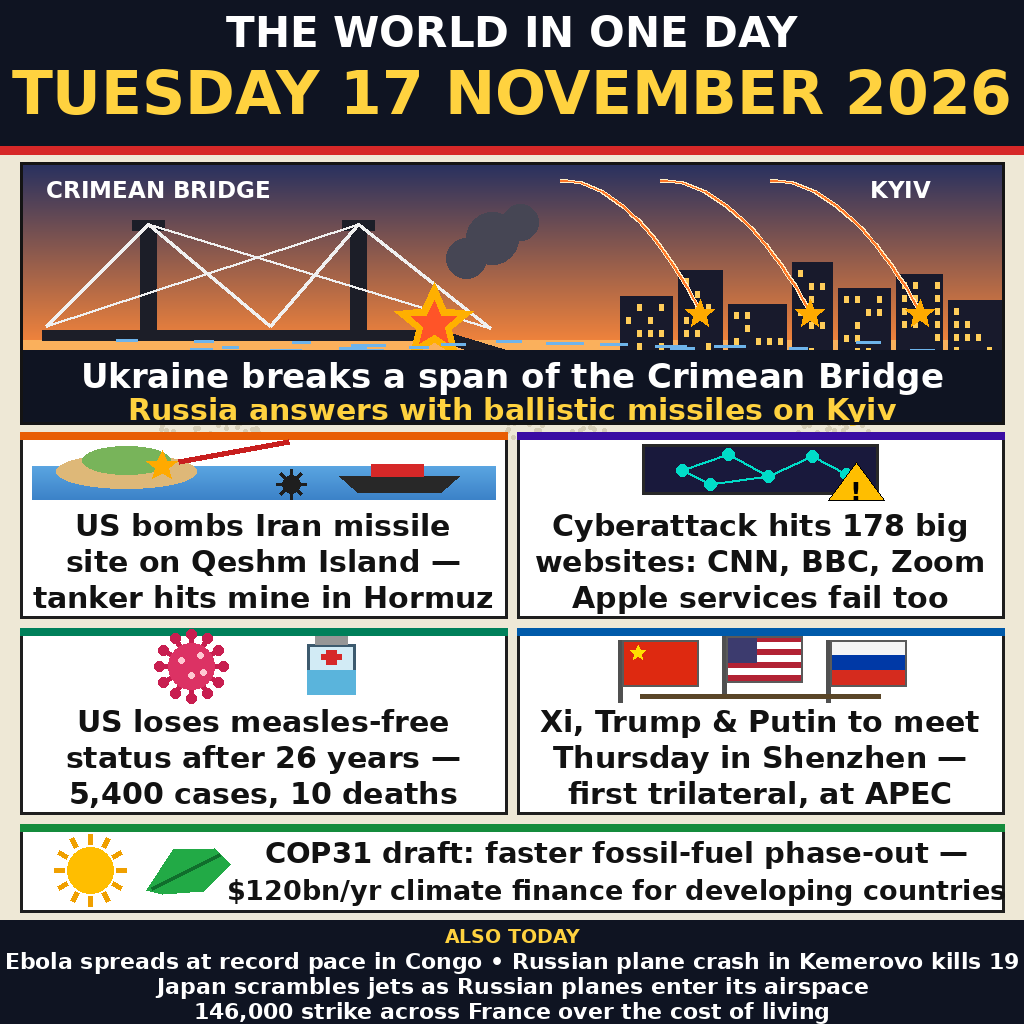 THE WORLD IN ONE DAY
TUESDAY 17 NOVEMBER 2026
CRIMEAN BRIDGE
KYIV
Ukraine breaks a span of the Crimean Bridge
Russia answers with ballistic missiles on Kyiv
US bombs Iran missile
site on Qeshm Island —
tanker hits mine in Hormuz
!
Cyberattack hits 178 big
websites: CNN, BBC, Zoom
Apple services fail too
US loses measles-free
status after 26 years —
5,400 cases, 10 deaths
Xi, Trump & Putin to meet
Thursday in Shenzhen —
first trilateral, at APEC
COP31 draft: faster fossil-fuel phase-out —
$120bn/yr climate finance for developing countries
ALSO TODAY
Ebola spreads at record pace in Congo • Russian plane crash in Kemerovo kills 19
Japan scrambles jets as Russian planes enter its airspace
146,000 strike across France over the cost of living